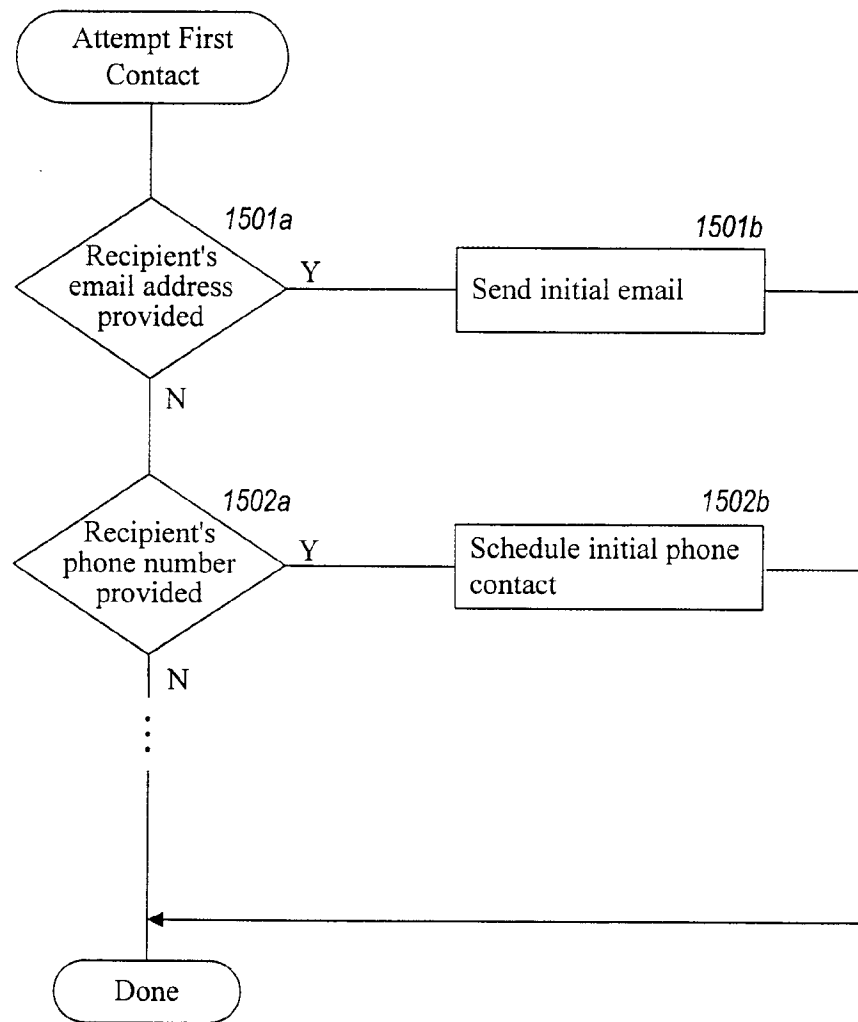 Attempt First
Contact
1501a
Recipient's
email address
provided
Y
N
1501b
Send initial email
1502a
Recipient's
phone number
provided
Y
N
1502b
Schedule initial phone
contact
Done